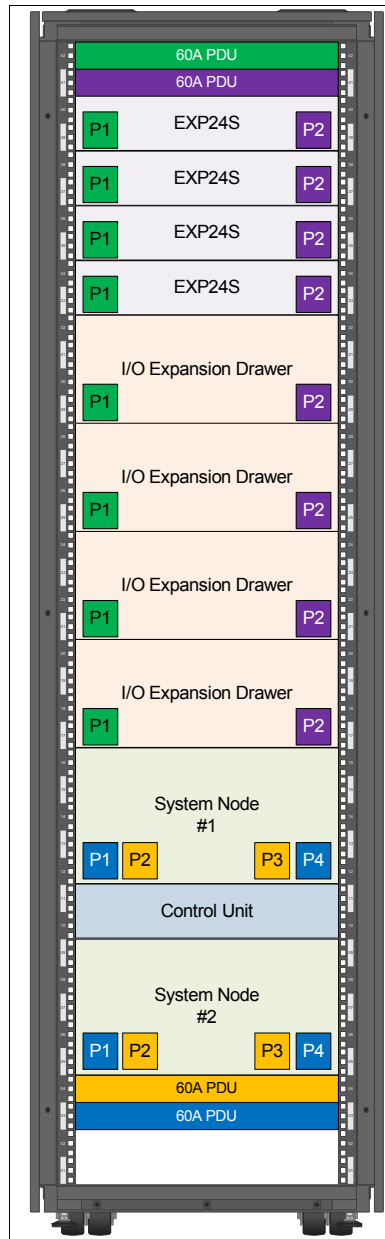 60A PDU
60A PDU
EXP24S
P1 P2
EXP24S
P1 P2
EXP24S
P1 P2
EXP24S
P1 P2
I/O Expansion Drawer
P1 P2
I/O Expansion Drawer
P1 P2
I/O Expansion Drawer
P1 P2
I/O Expansion Drawer
P1 P2
System Node
#1
P1 P2 P3 P4
Control Unit
System Node
#2
P1 P2 P3 P4
60A PDU
60A PDU